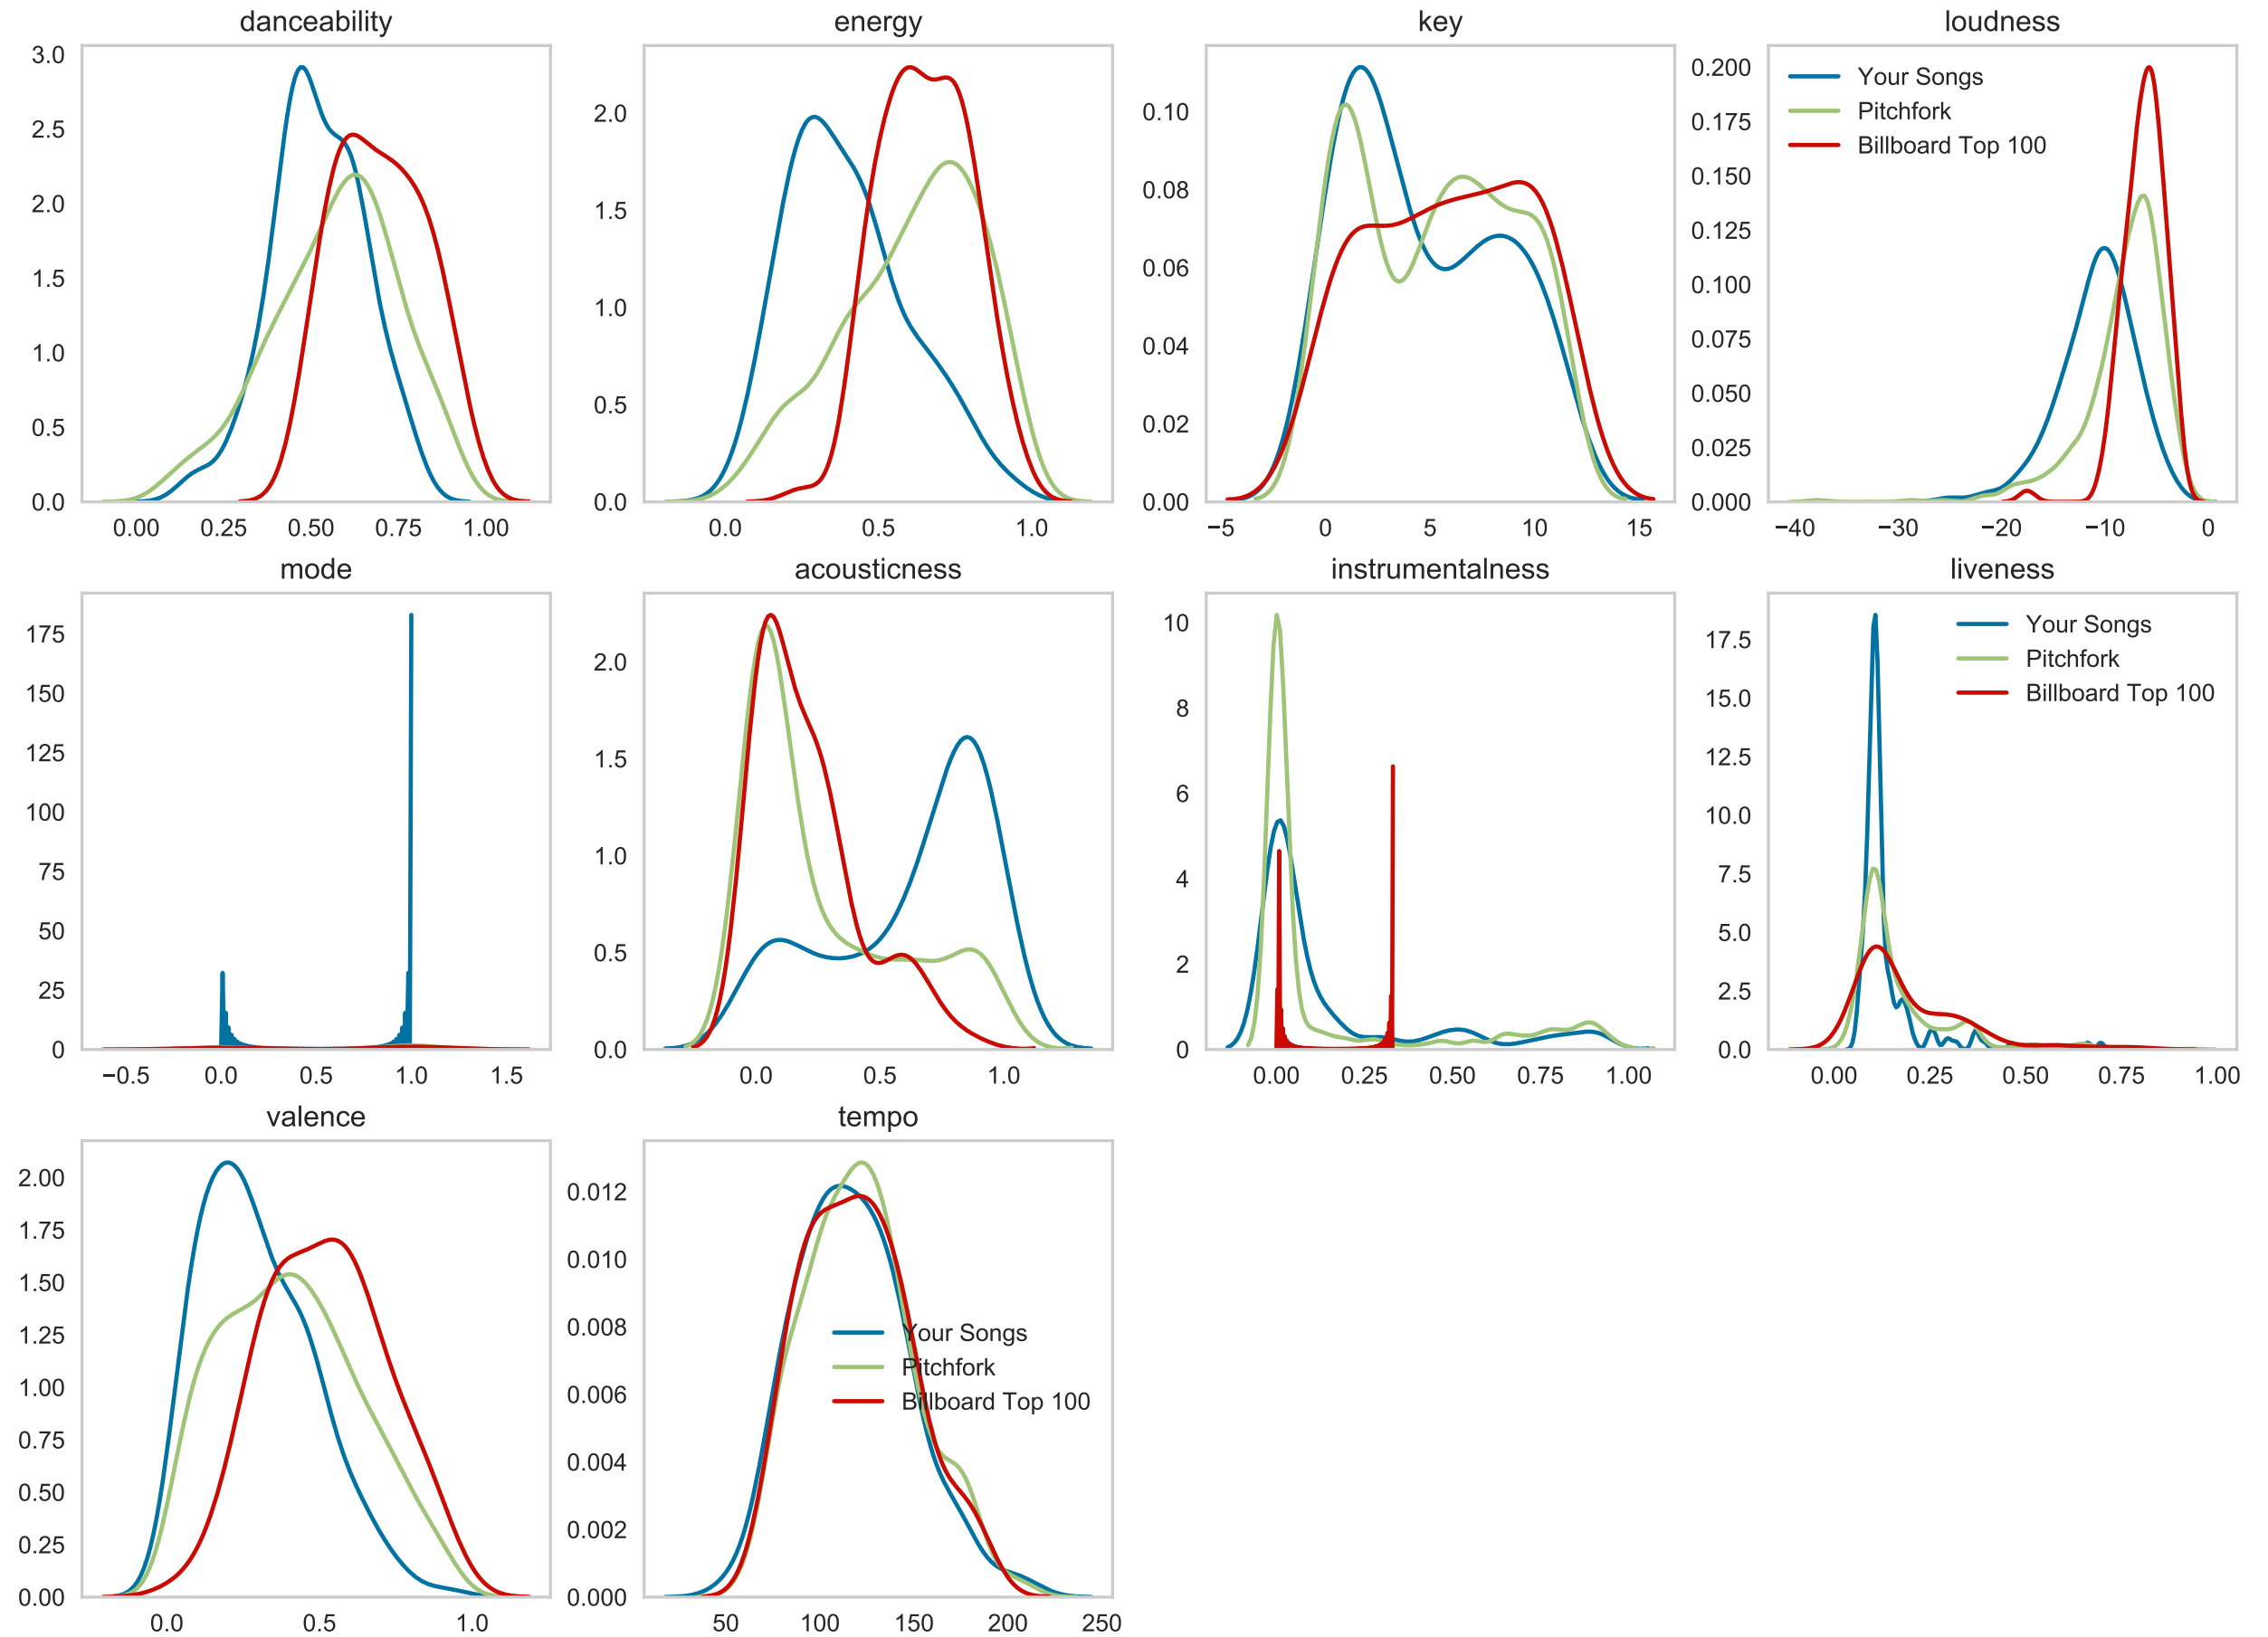 danceability
3.0
2.5
2.0
1.5
1.0
0.5
0.0
0.00 0.25 0.50 0.75 1.00
energy
2.0
1.5
1.0
0.5
0.0
0.0 0.5 1.0
key
0.10
0.08
0.06
0.04
0.02
0.00
−5 0 5 10 15
loudness
0.200
0.175
0.150
0.125
0.100
0.075
0.050
0.025
0.000
Your Songs
Pitchfork
Billboard Top 100
−40 −30 −20 −10 0
mode
175
150
125
100
75
50
25
0
−0.5 0.0 0.5 1.0 1.5
acousticness
2.0
1.5
1.0
0.5
0.0
0.0 0.5 1.0
instrumentalness
10
8
6
4
2
0
0.00 0.25 0.50 0.75 1.00
liveness
17.5
15.0
12.5
10.0
7.5
5.0
2.5
0.0
Your Songs
Pitchfork
Billboard Top 100
0.00 0.25 0.50 0.75 1.00
valence
2.00
1.75
1.50
1.25
1.00
0.75
0.50
0.25
0.00
0.0 0.5 1.0
tempo
0.012
0.010
0.008
0.006
0.004
0.002
0.000
Your Songs
Pitchfork
Billboard Top 100
50 100 150 200 250